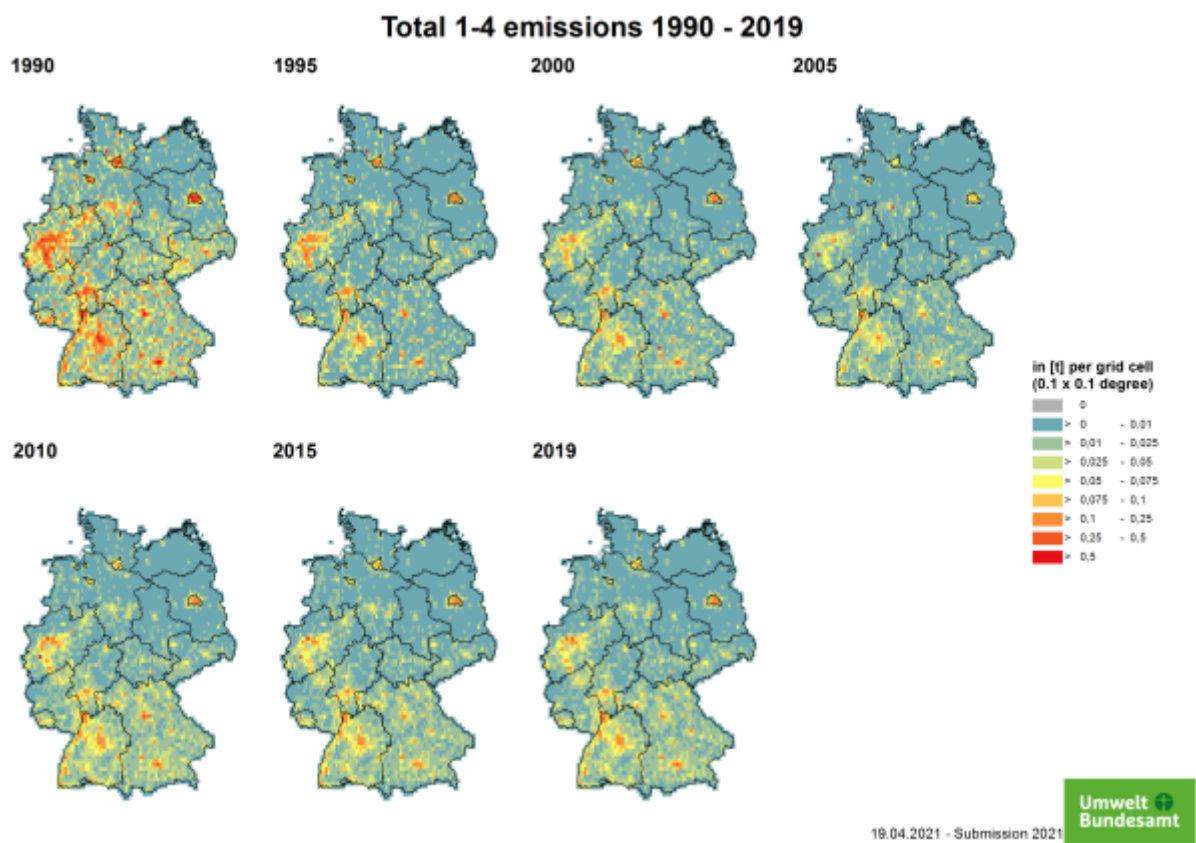 Total 1-4 emissions 1990 - 2019
1990
1995
2000
2005
2010
2015
2019
in [t] per grid cell
(0.1 x 0.1 degree)
0
> 0 - 0,01
> 0,01 - 0,025
> 0,025 - 0,05
> 0,05 - 0,075
> 0,075 - 0,1
> 0,1 - 0,25
> 0,25 - 0,5
> 0,5
19.04.2021 - Submission 2021
Umwelt
Bundesamt